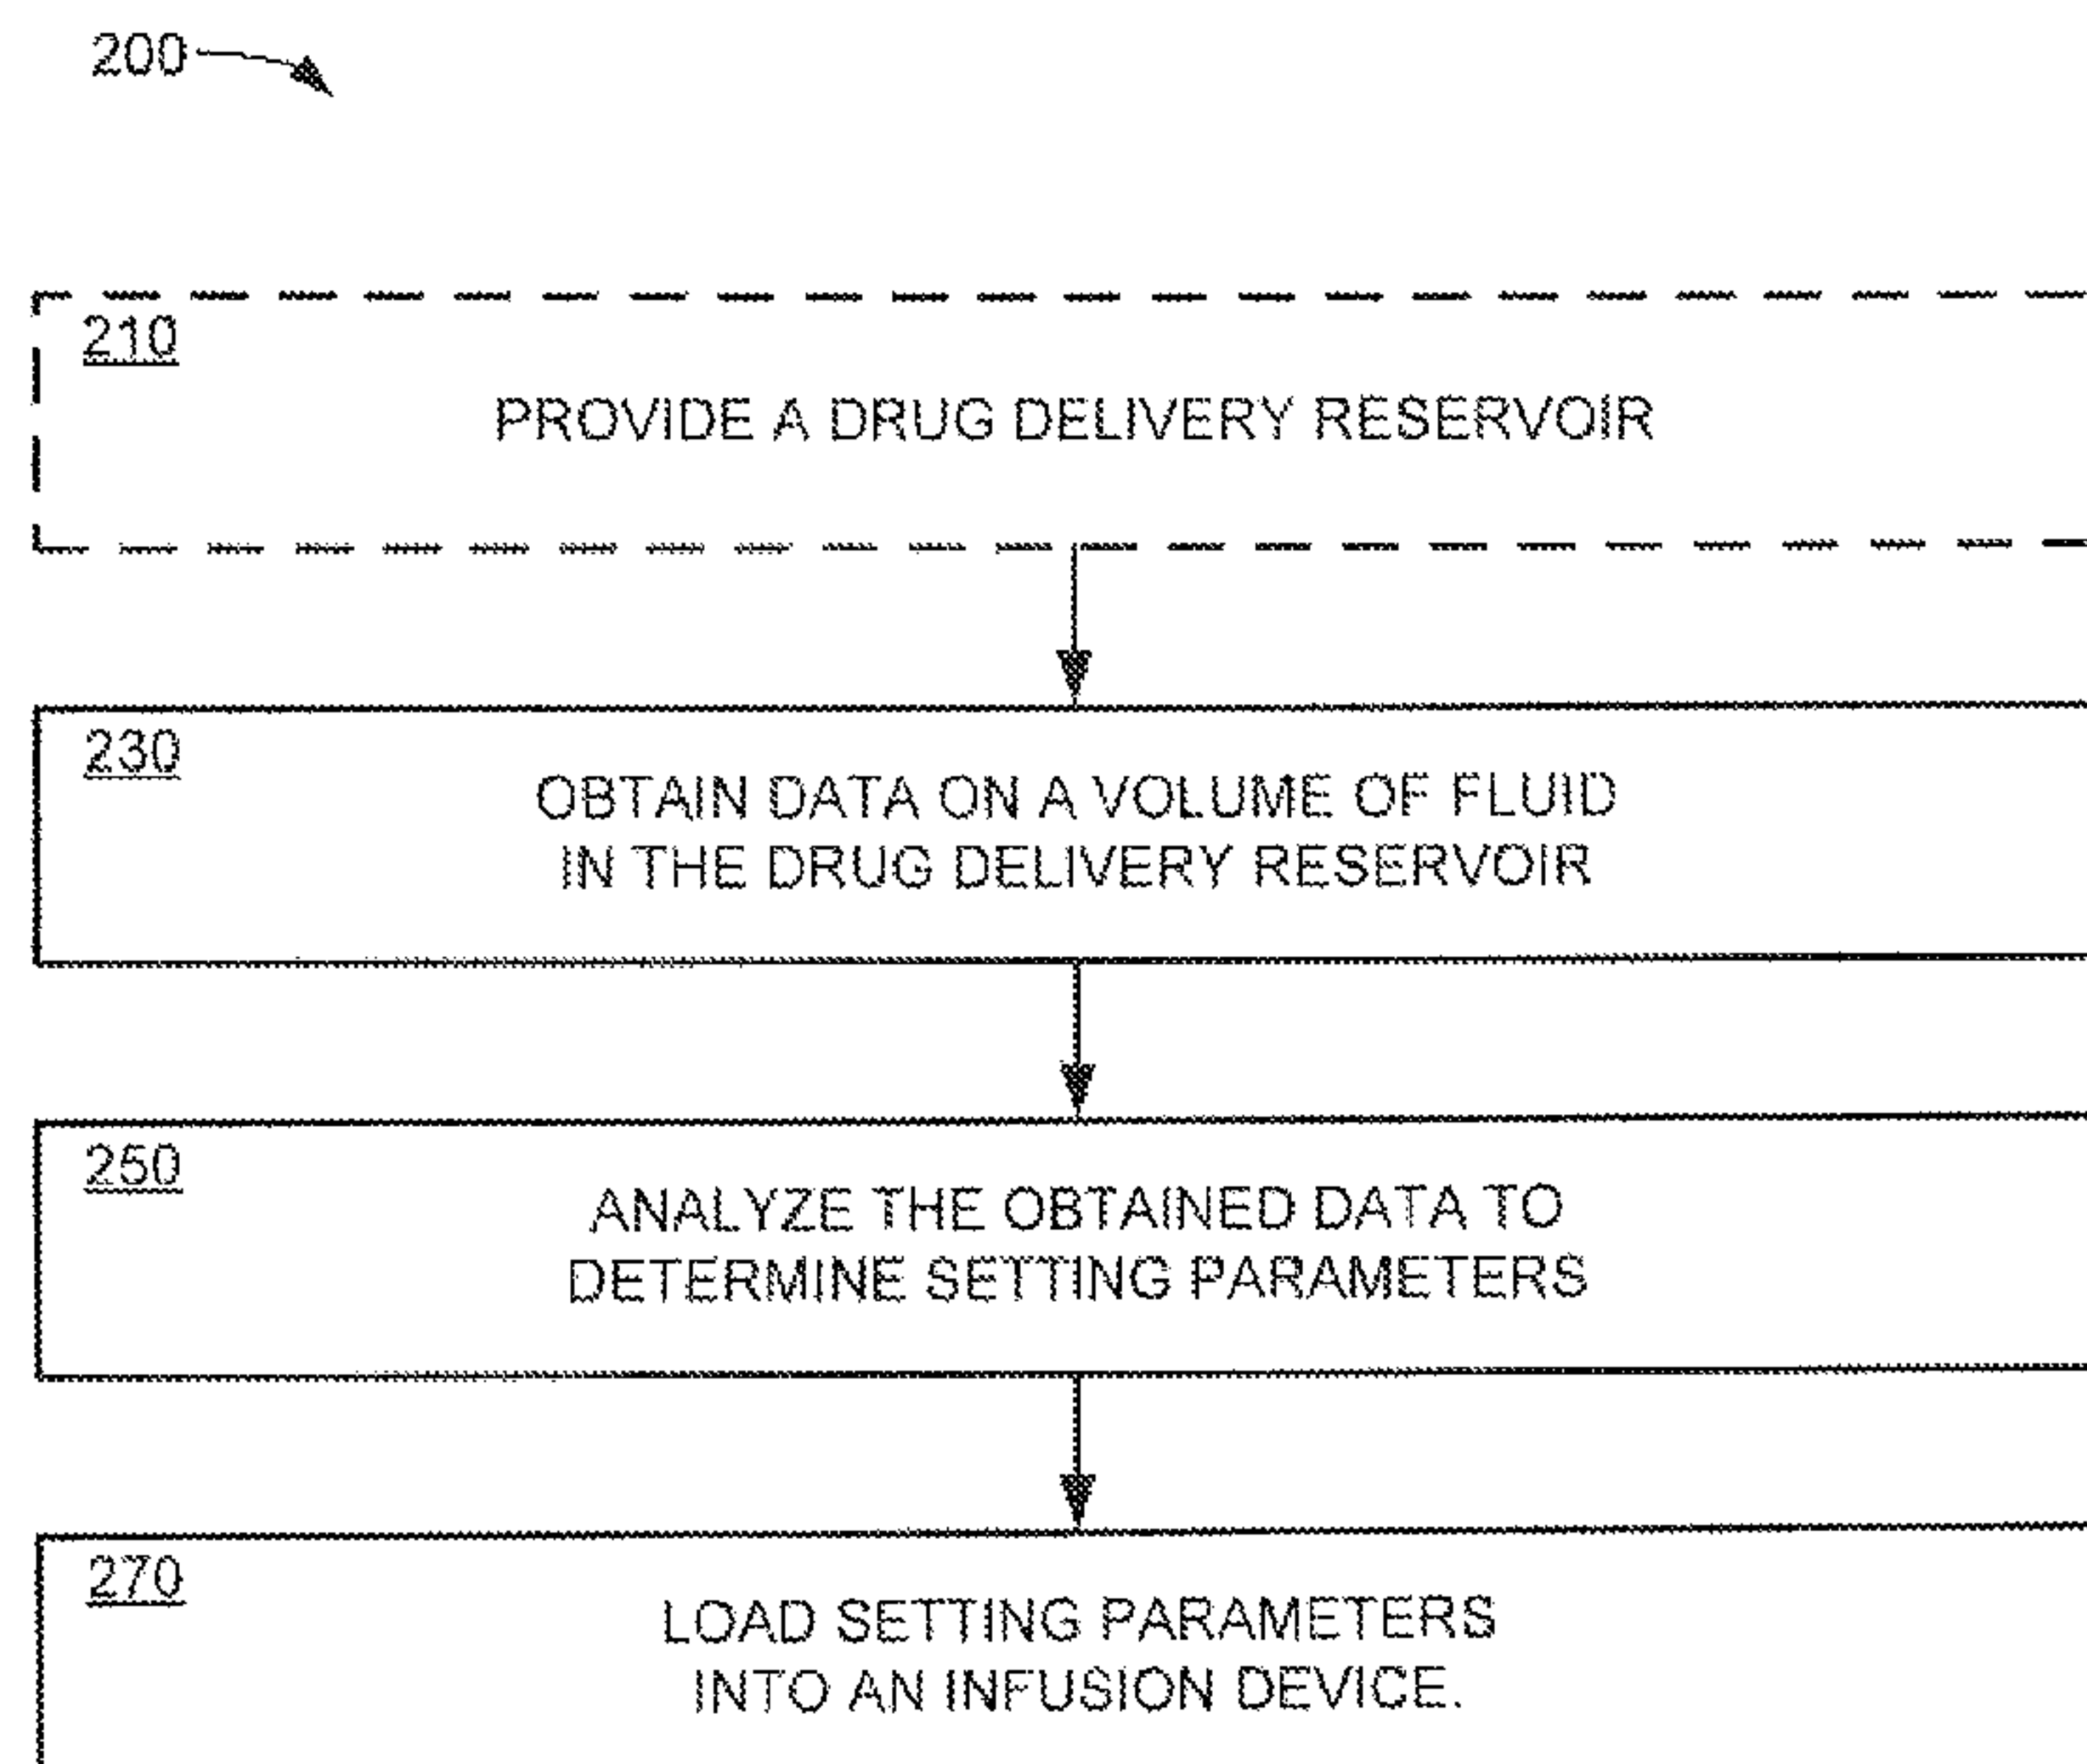 200
210
PROVIDE A DRUG DELIVERY RESERVOIR
230
OBTAIN DATA ON A VOLUME OF FLUID
IN THE DRUG DELIVERY RESERVOIR
250
ANALYZE THE OBTAINED DATA TO
DETERMINE SETTING PARAMETERS
270
LOAD SETTING PARAMETERS
INTO AN INFUSION DEVICE.